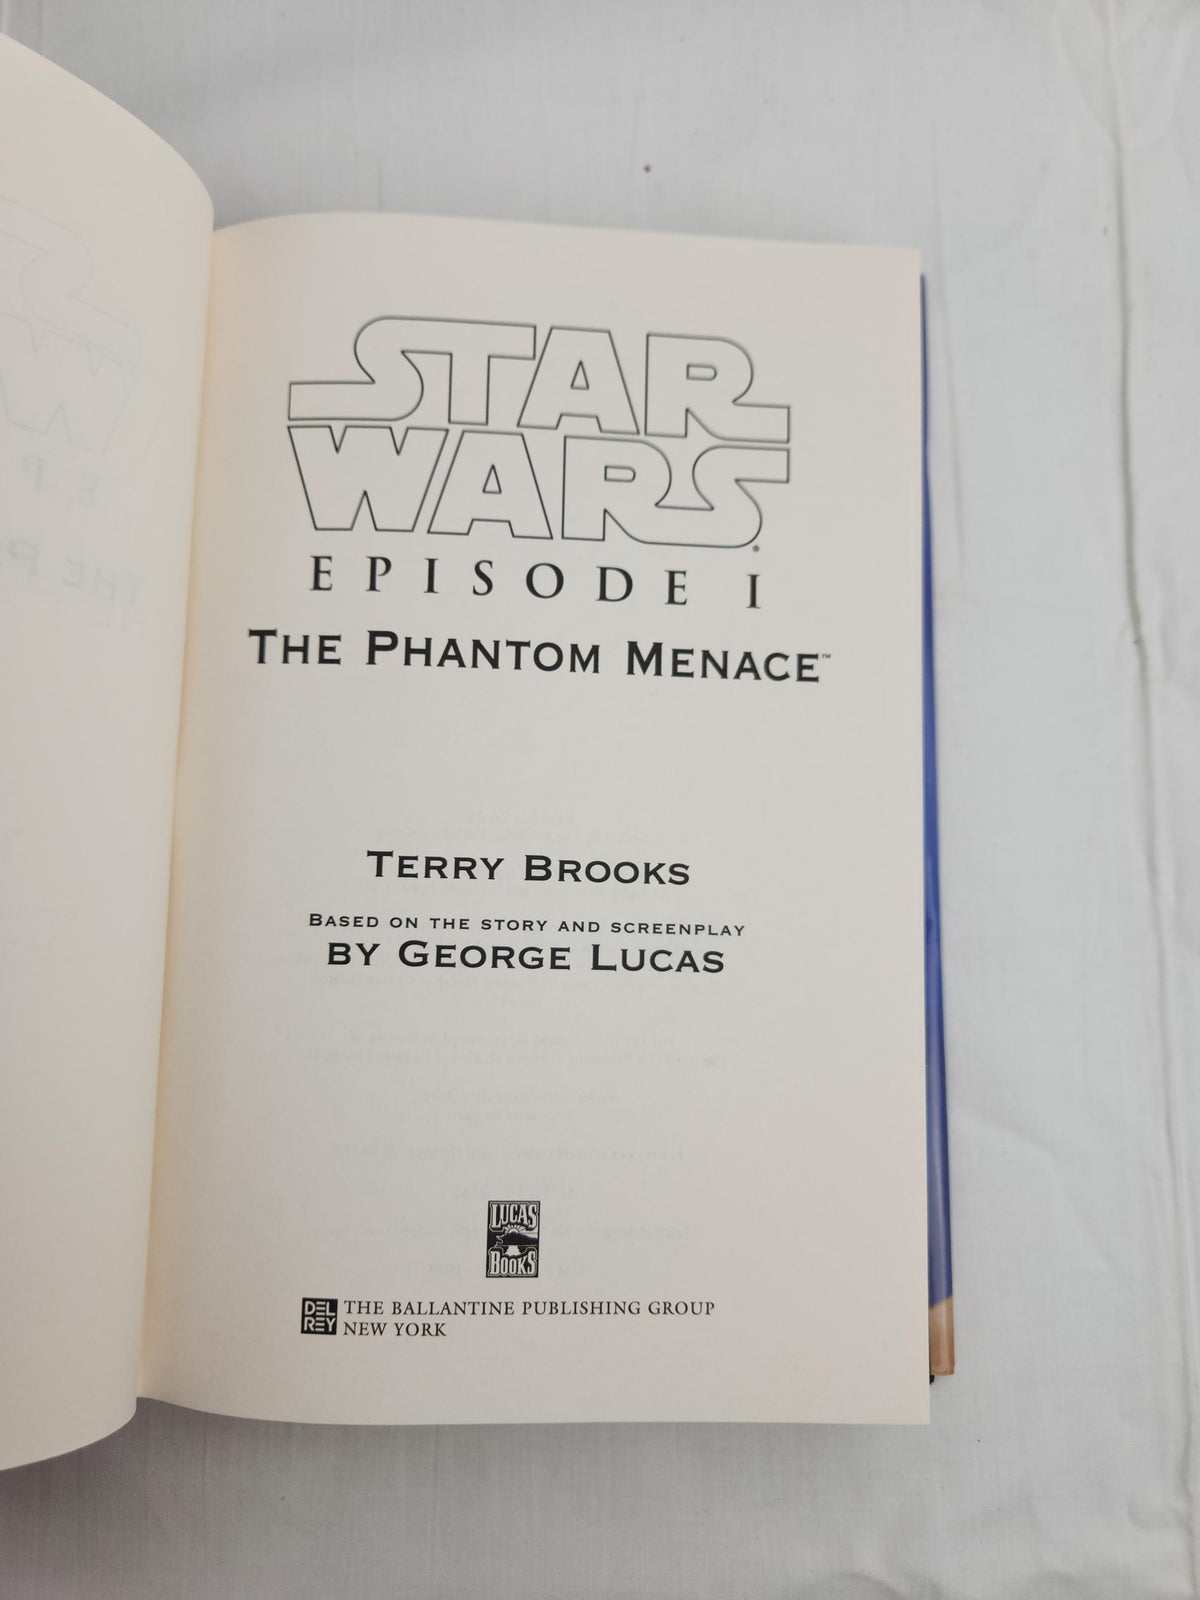 STAR
WARS®
EPISODE I
THE PHANTOM MENACE™
TERRY BROOKS
BASED ON THE STORY AND SCREENPLAY
BY GEORGE LUCAS
LUCAS
BOOKS
DEL
REY
THE BALLANTINE PUBLISHING GROUP
NEW YORK